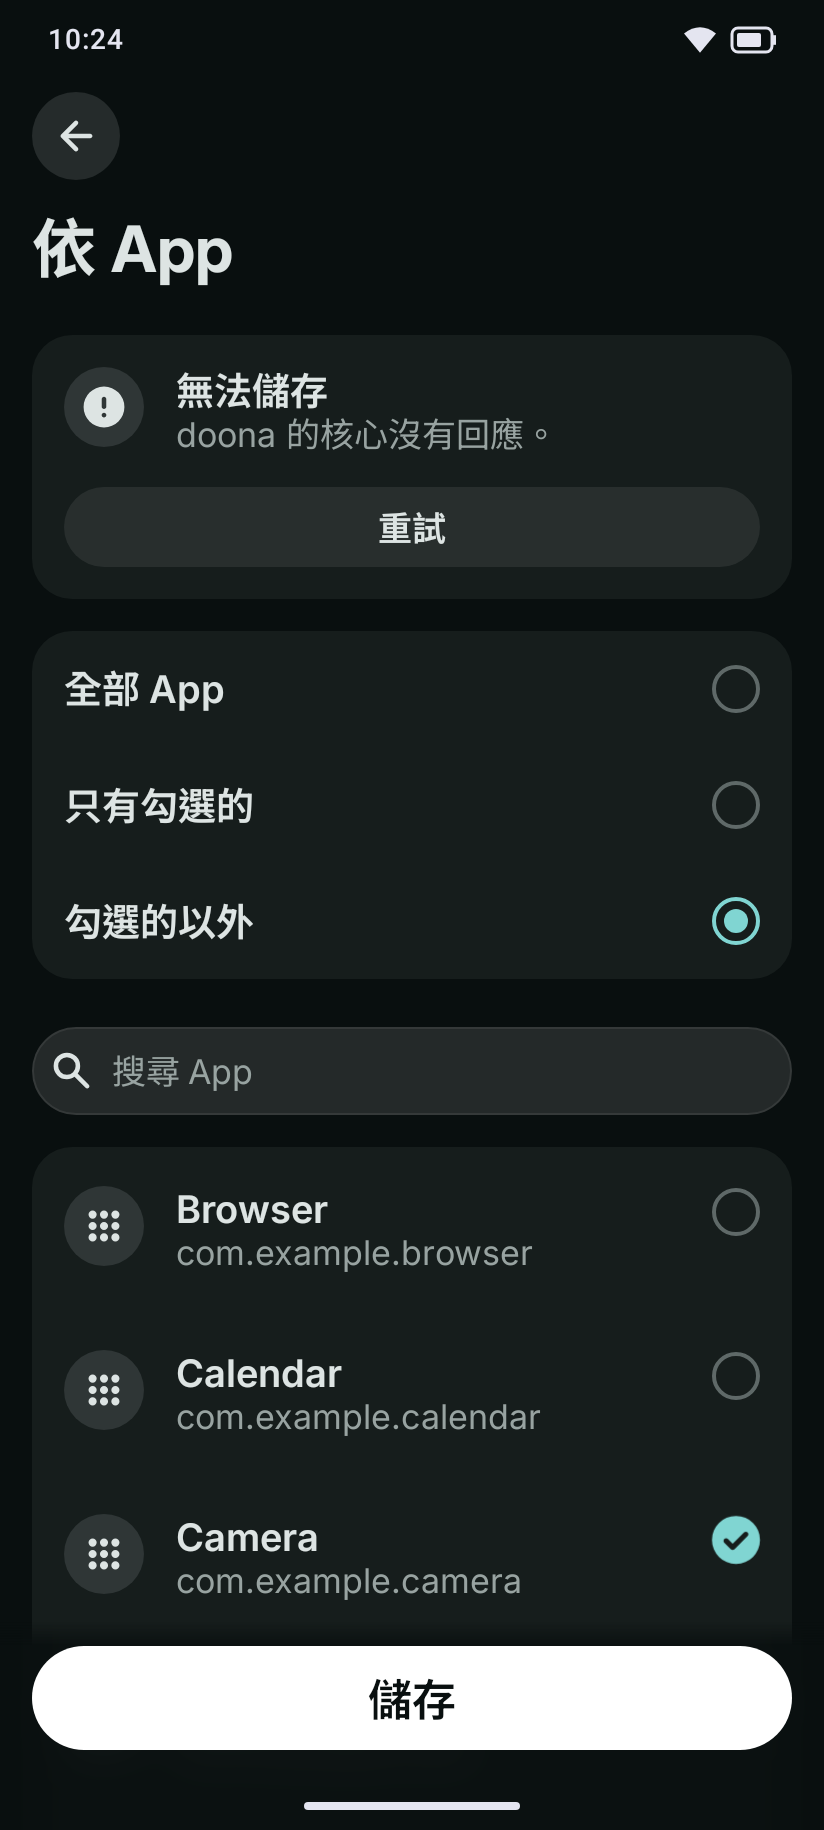 10:24
依 App
無法儲存
doona 的核心沒有回應。
重試
全部 App
只有勾選的
勾選的以外
搜尋 App
Browser
com.example.browser
Calendar
com.example.calendar
Camera
com.example.camera
儲存